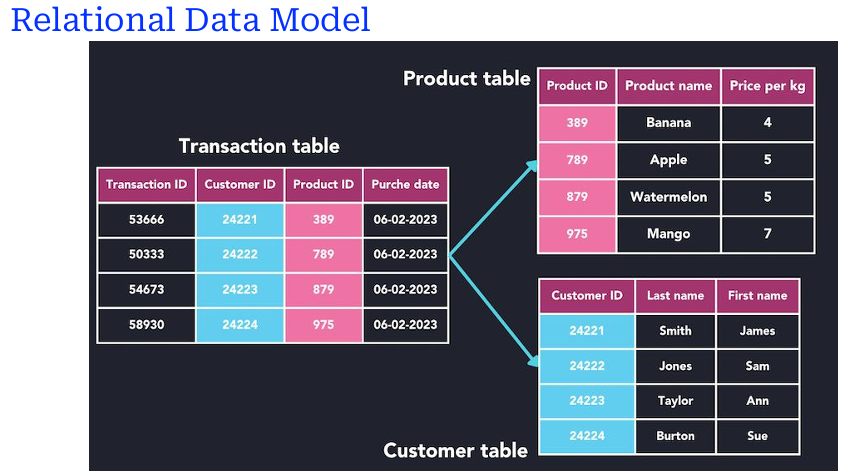 Relational Data Model
Transaction table
Transaction ID Customer ID Product ID Purche date
53666 24221 389 06-02-2023
50333 24222 789 06-02-2023
54673 24223 879 06-02-2023
58930 24224 975 06-02-2023
Product table
Product ID Product name Price per kg
389 Banana 4
789 Apple 5
879 Watermelon 5
975 Mango 7
Customer ID Last name First name
24221 Smith James
24222 Jones Sam
24223 Taylor Ann
24224 Burton Sue
Customer table